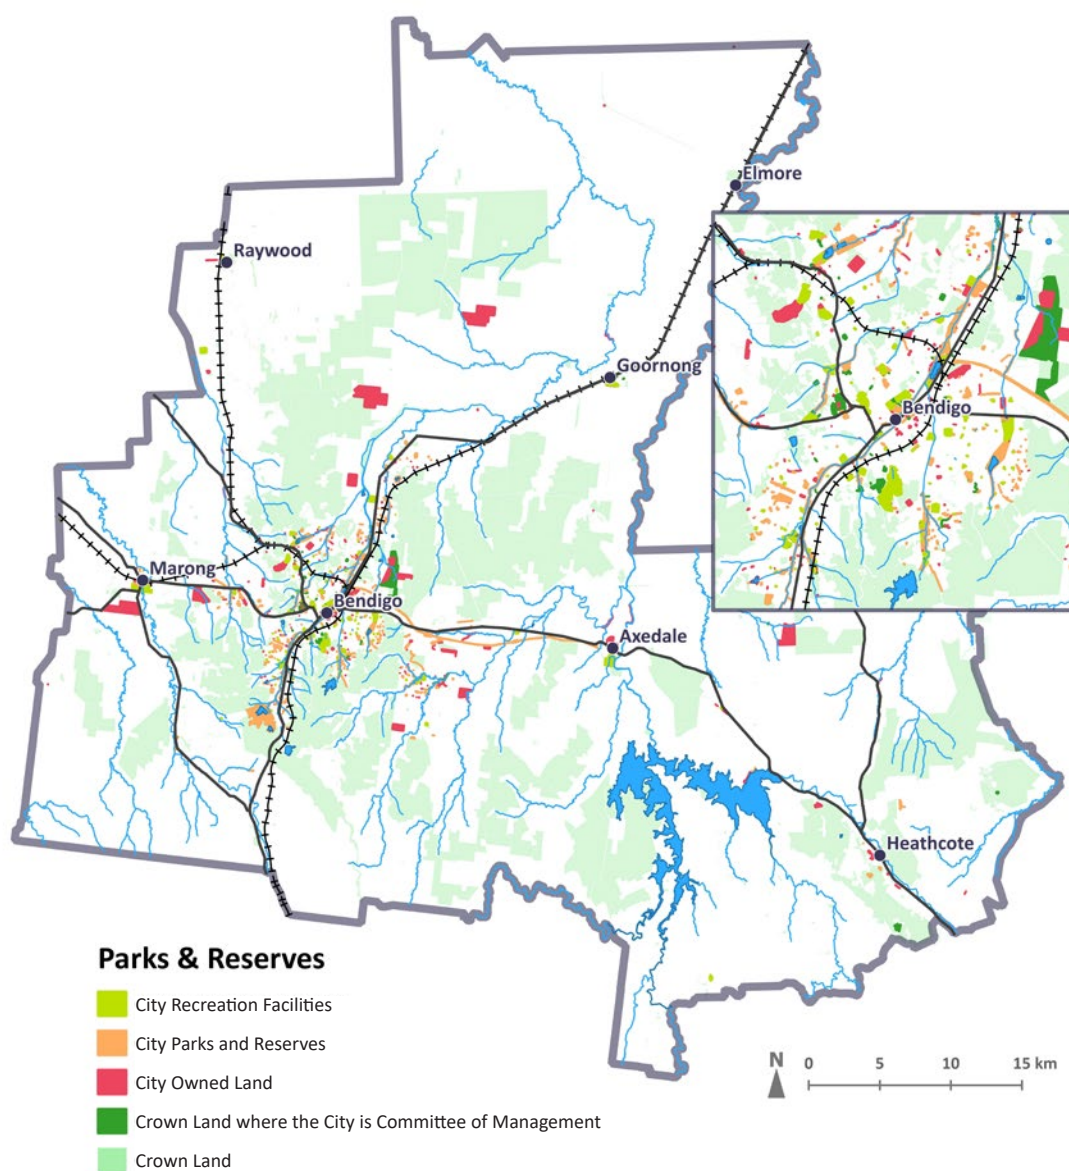 Elmore
Raywood
Goornong
Bendigo
Marong
Bendigo
Axedale
Heathcote
Parks & Reserves
City Recreation Facilities
City Parks and Reserves
City Owned Land
Crown Land where the City is Committee of Management
Crown Land
N 0 5 10 15 km